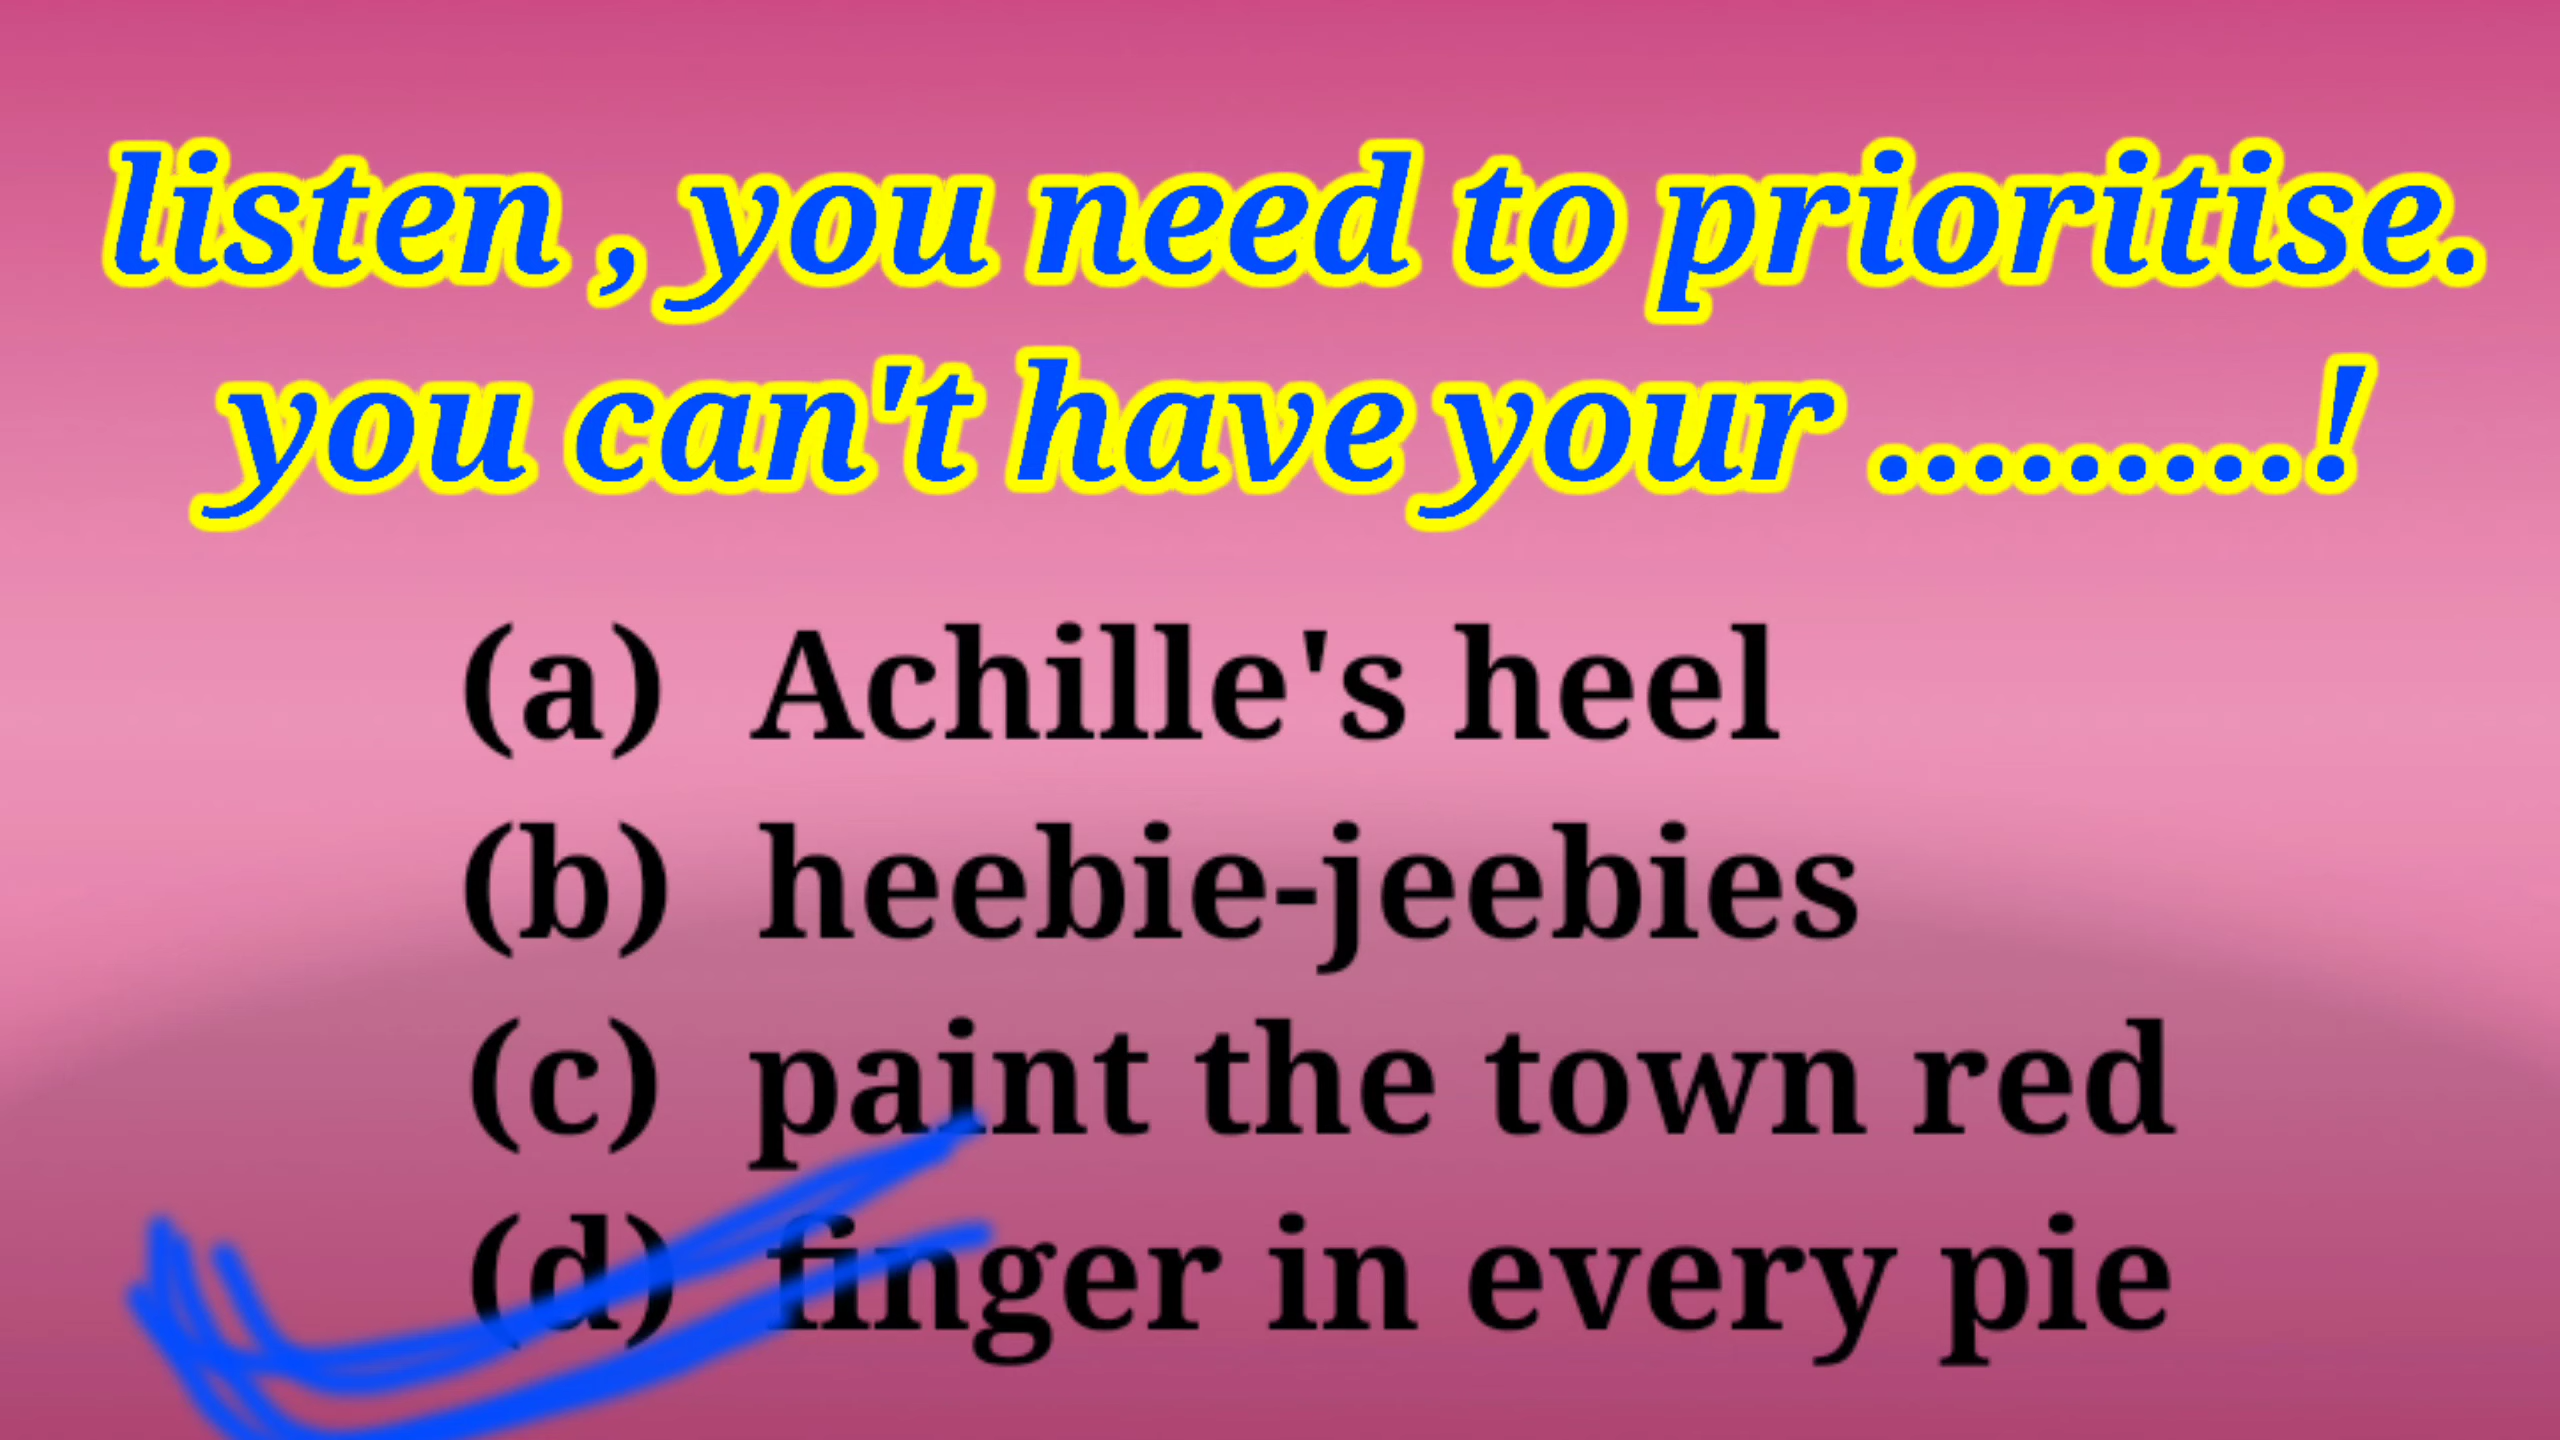 listen , you need to prioritise.
you can't have your .........!
(a) Achille's heel
(b) heebie-jeebies
(c) paint the town red
(d) finger in every pie